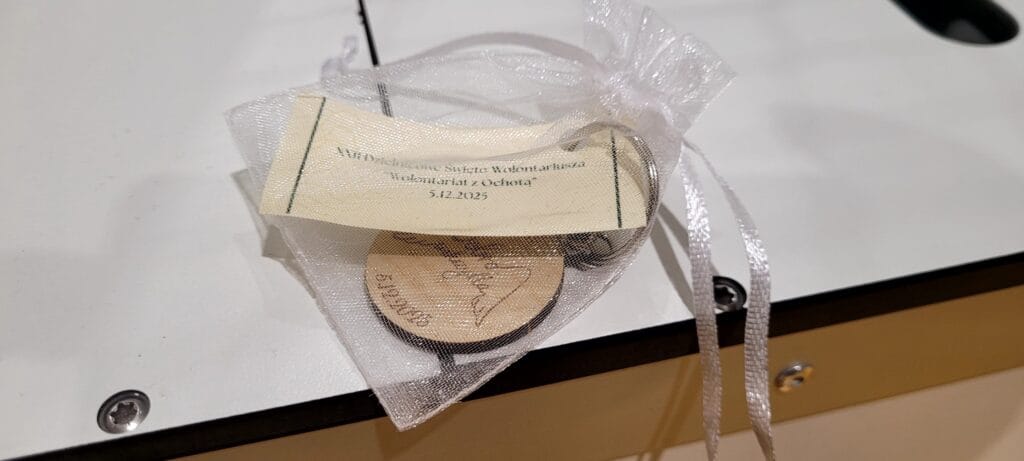 XXII Dzielnicowe Święto Wolontariusza
"Wolontariat z Ochotą"
5.12.2025
5.12.2025